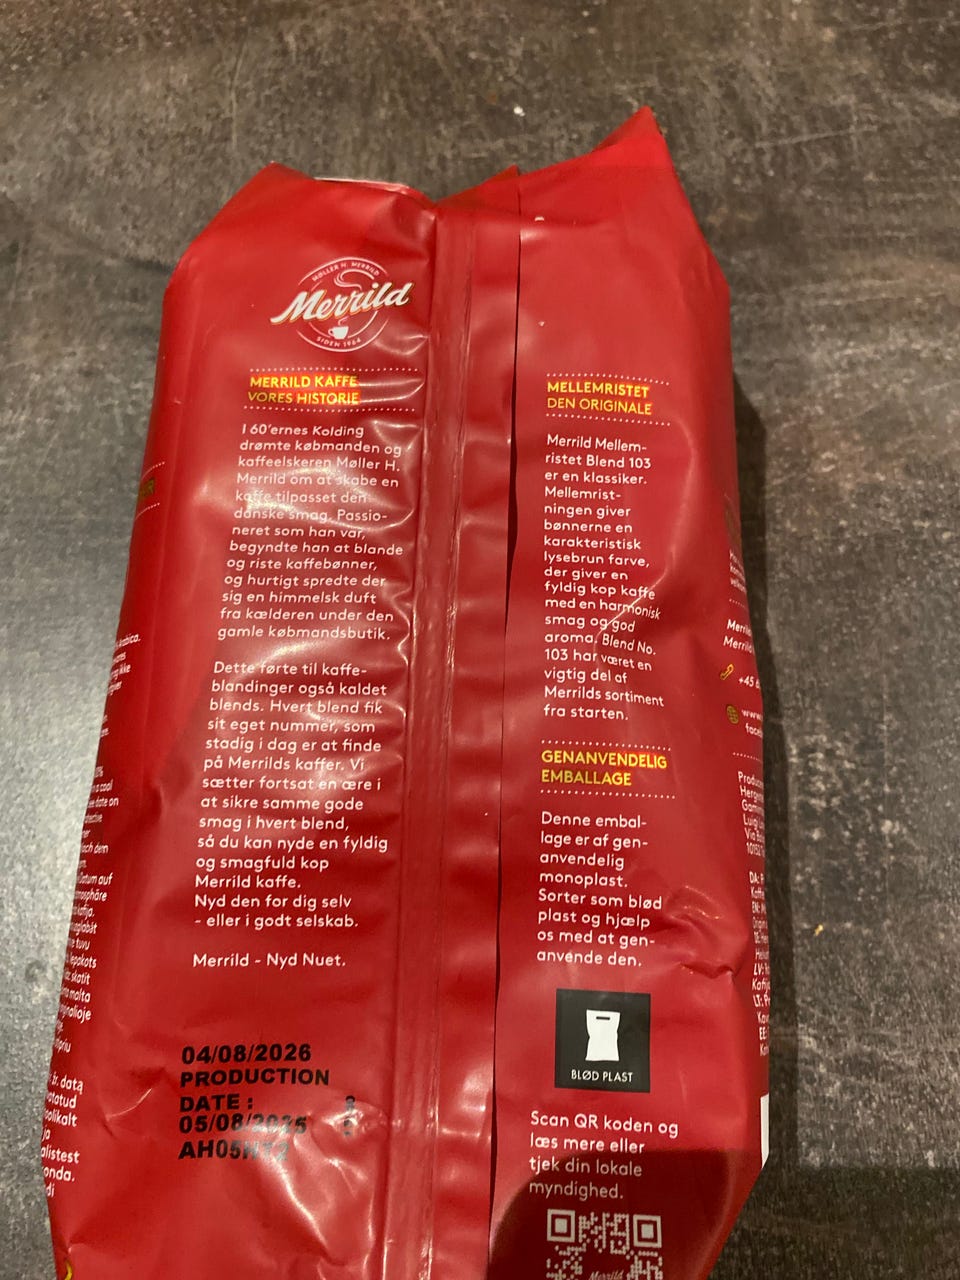 MØLLER H. MERRILD
Merrild
SIDEN 1964
MERRILD KAFFE
VORES HISTORIE
I 60'ernes Kolding
drømte købmanden og
kaffeelskeren Møller H.
Merrild om at skabe en
kaffe tilpasset den
danske smag. Passio-
neret som han var,
begyndte han at blande
og riste kaffebønner,
og hurtigt spredte der
sig en himmelsk duft
fra kælderen under den
gamle købmandsbutik.
Dette førte til kaffe-
blandinger også kaldet
blends. Hvert blend fik
sit eget nummer, som
stadig i dag er at finde
på Merrilds kaffer. Vi
sætter fortsat en ære i
at sikre samme gode
smag i hvert blend,
så du kan nyde en fyldig
og smagfuld kop
Merrild kaffe.
Nyd den for dig selv
- eller i godt selskab.
Merrild - Nyd Nuet.
04/08/2026
PRODUCTION
DATE :
05/08/2025
MELLEMRISTET
DEN ORIGINALE
Merrild Mellem-
ristet Blend 103
er en klassiker.
Mellemrist-
ningen giver
bønnerne en
karakteristisk
lysebrun farve,
der giver en
fyldig kop kaffe
med en harmonisk
smag og god
aroma. Blend No.
103 har været en
vigtig del af
Merrilds sortiment
fra starten.
GENANVENDELIG
EMBALLAGE
Denne embal-
lage er af gen-
anvendelig
monoplast.
Sorter som blød
plast og hjælp
os med at gen-
anvende den.
BLØD PLAST
Scan QR koden og
læs mere eller
tjek din lokale
myndighed.
Merrild